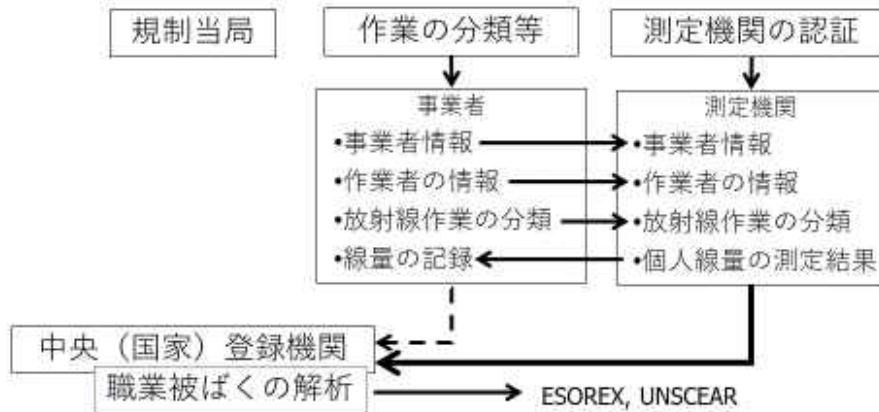 規制当局
作業の分類等
測定機関の認証
事業者
•事業者情報
•作業者の情報
•放射線作業の分類
•線量の記録
測定機関
•事業者情報
•作業者の情報
•放射線作業の分類
•個人線量の測定結果
中央（国家）登録機関
職業被ばくの解析
ESOREX, UNSCEAR